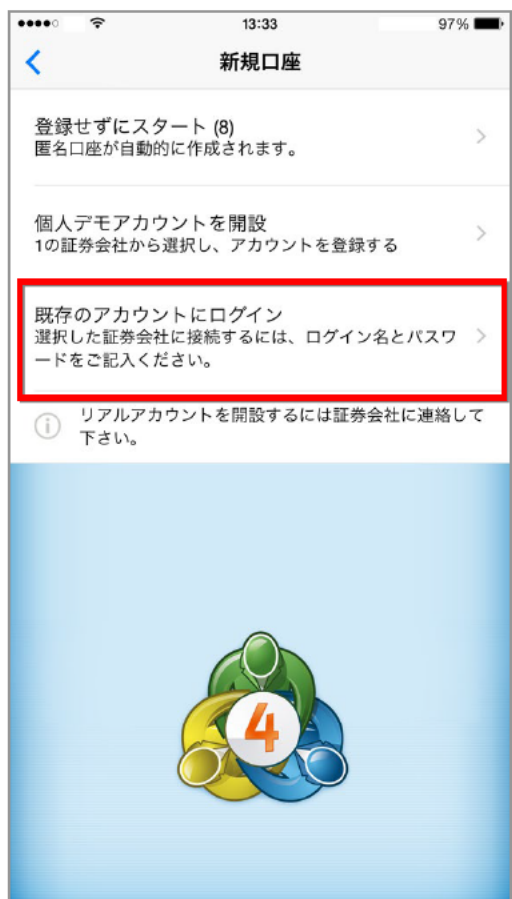 13:33
97%
新規口座
登録せずにスタート (8)
匿名口座が自動的に作成されます。
個人デモアカウントを開設
1の証券会社から選択し、アカウントを登録する
既存のアカウントにログイン
選択した証券会社に接続するには、ログイン名とパスワ
ードをご記入ください。
リアルアカウントを開設するには証券会社に連絡して
下さい。
4